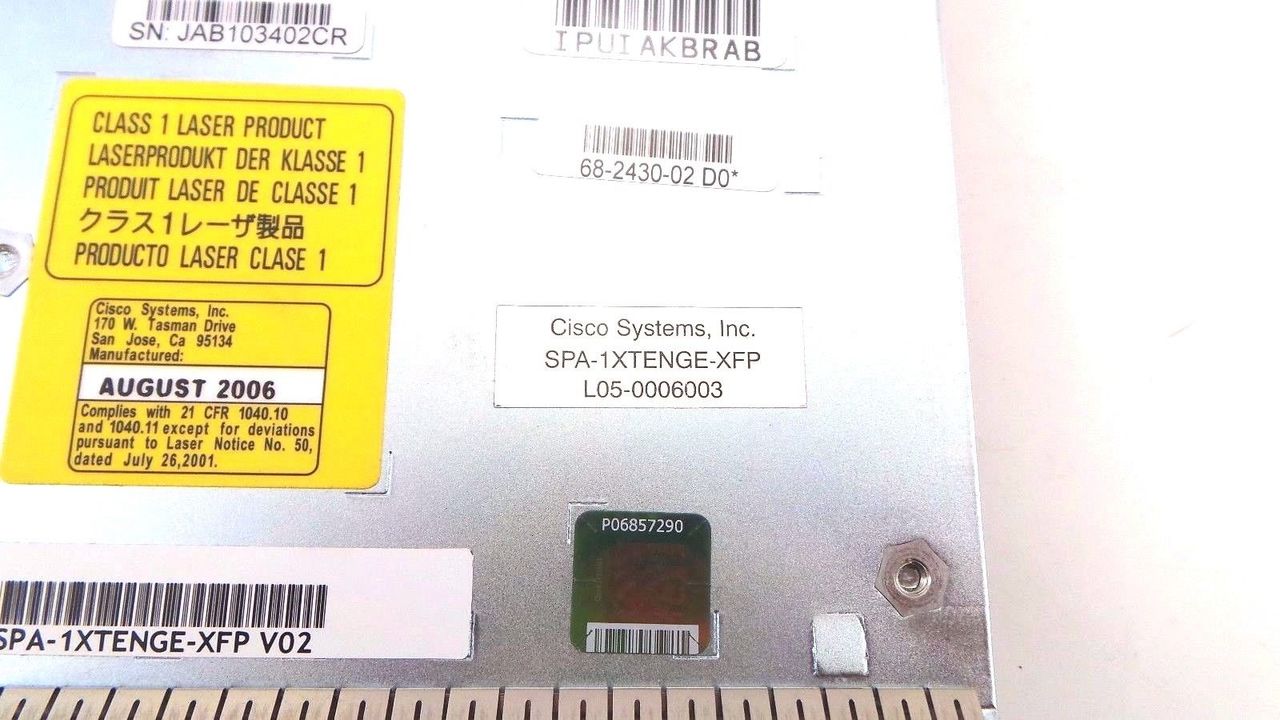 SN: JAB103402CR
IPUIAKBRAB
CLASS 1 LASER PRODUCT
LASERPRODUKT DER KLASSE 1
PRODUIT LASER DE CLASSE 1
クラス1レーザ製品
PRODUCTO LASER CLASE 1
Cisco Systems, Inc.
170 W. Tasman Drive
San Jose, Ca 95134
Manufactured:
AUGUST 2006
Complies with 21 CFR 1040.10
and 1040.11 except for deviations
pursuant to Laser Notice No. 50,
dated July 26,2001.
68-2430-02 D0*
Cisco Systems, Inc.
SPA-1XTENGE-XFP
L05-0006003
P06857290
SPA-1XTENGE-XFP V02